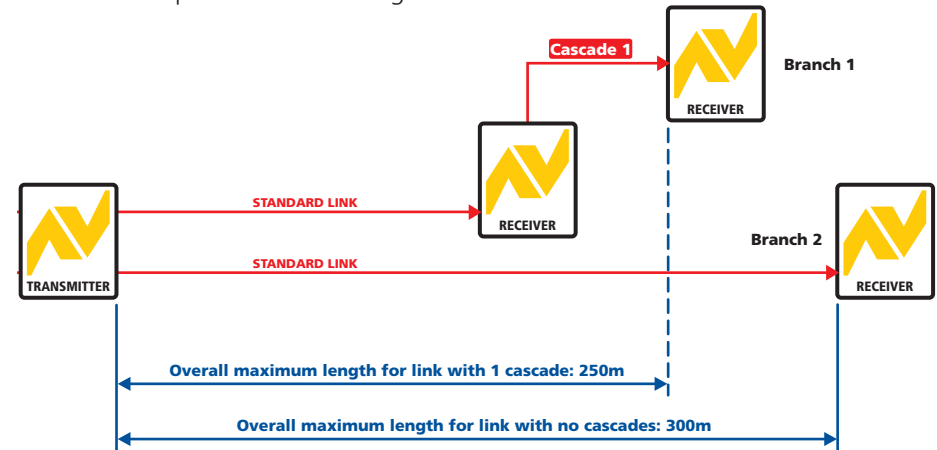 Cascade 1
Branch 1
RECEIVER
STANDARD LINK
RECEIVER
Branch 2
STANDARD LINK
TRANSMITTER
RECEIVER
Overall maximum length for link with 1 cascade: 250m
Overall maximum length for link with no cascades: 300m